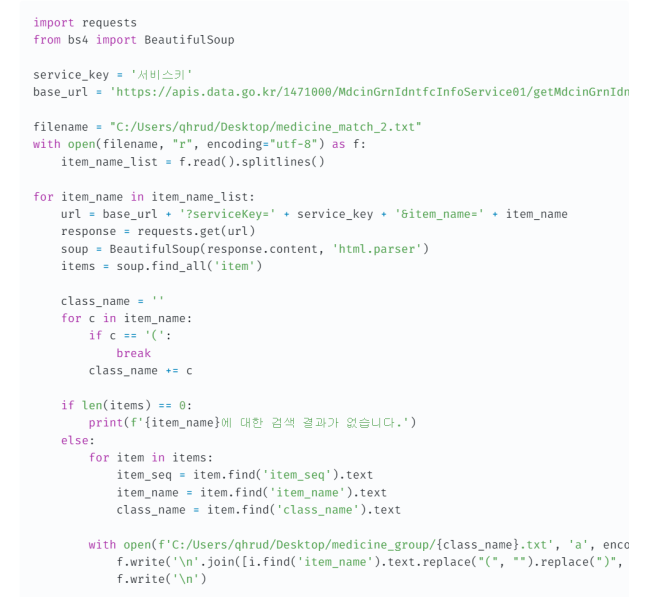 import requests
from bs4 import BeautifulSoup

service_key = '서비스키'
base_url = 'https://apis.data.go.kr/1471000/MdcinGrnIdntfcInfoService01/getMdcinGrnIdn

filename = "C:/Users/qhrud/Desktop/medicine_match_2.txt"
with open(filename, "r", encoding="utf-8") as f:
    item_name_list = f.read().splitlines()

for item_name in item_name_list:
    url = base_url + '?serviceKey=' + service_key + '&item_name=' + item_name
    response = requests.get(url)
    soup = BeautifulSoup(response.content, 'html.parser')
    items = soup.find_all('item')

    class_name = ''
    for c in item_name:
        if c == '(':
            break
        class_name += c

    if len(items) == 0:
        print(f'{item_name}에 대한 검색 결과가 없습니다.')
    else:
        for item in items:
            item_seq = item.find('item_seq').text
            item_name = item.find('item_name').text
            class_name = item.find('class_name').text

        with open(f'C:/Users/qhrud/Desktop/medicine_group/{class_name}.txt', 'a', enco
            f.write('\n'.join([i.find('item_name').text.replace("(", "").replace(")",
            f.write('\n')